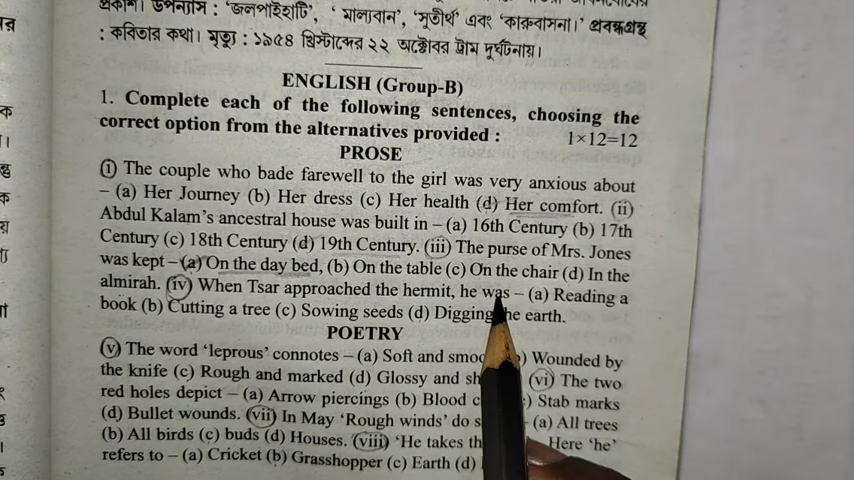 প্রকাশ। উপন্যাস : 'জলপাইহাটি', ' মাল্যবান', 'সুতীর্থ' এবং 'কারুবাসনা।' প্রবন্ধগ্রন্থ
: কবিতার কথা। মৃত্যু : ১৯৫৪ খ্রিস্টাব্দের ২২ অক্টোবর ট্রাম দুর্ঘটনায়।
ENGLISH (Group-B)
1. Complete each of the following sentences, choosing the
correct option from the alternatives provided : 1×12=12
PROSE
(i) The couple who bade farewell to the girl was very anxious about
– (a) Her Journey (b) Her dress (c) Her health (d) Her comfort. (ii)
Abdul Kalam's ancestral house was built in – (a) 16th Century (b) 17th
Century (c) 18th Century (d) 19th Century. (iii) The purse of Mrs. Jones
was kept – (a) On the day bed, (b) On the table (c) On the chair (d) In the
almirah. (iv) When Tsar approached the hermit, he was – (a) Reading a
book (b) Cutting a tree (c) Sowing seeds (d) Digging the earth.
POETRY
(v) The word 'leprous' connotes – (a) Soft and Wounded by
the knife (c) Rough and marked (d) Glossy and (vi) The two
red holes depict – (a) Arrow piercings (b) Blood Stab marks
(d) Bullet wounds. (vii) In May 'Rough winds' do (a) All trees
(b) All birds (c) buds (d) Houses. (viii) 'He takes Here 'he'
refers to – (a) Cricket (b) Grasshopper (c) Earth (d)